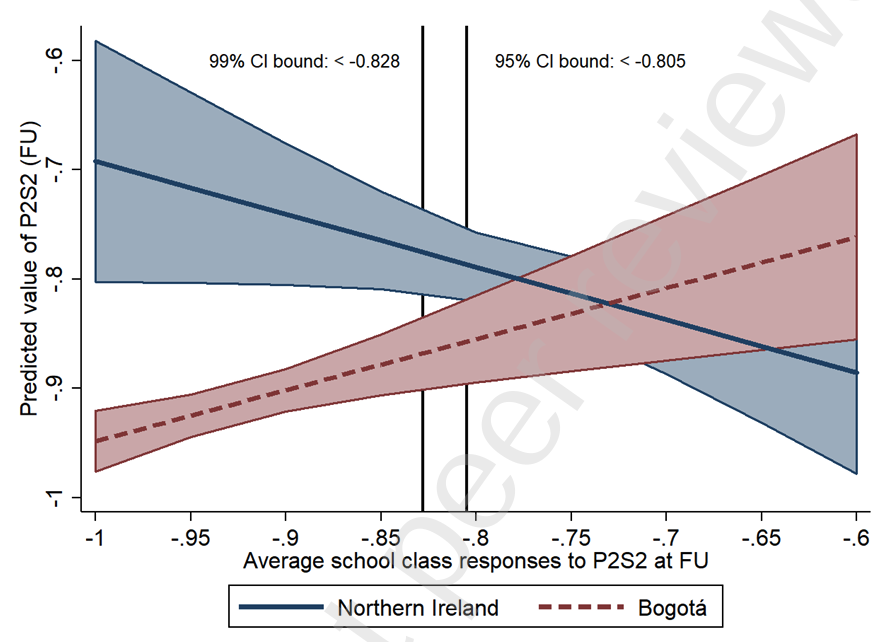 99% CI bound: < -0.828
95% CI bound: < -0.805
Predicted value of P2S2 (FU)
-.6
-.7
-.8
-.9
-1
-1
-.95
-.9
-.85
-.8
-.75
-.7
-.65
-.6
Average school class responses to P2S2 at FU
Northern Ireland
Bogotá
t peer review